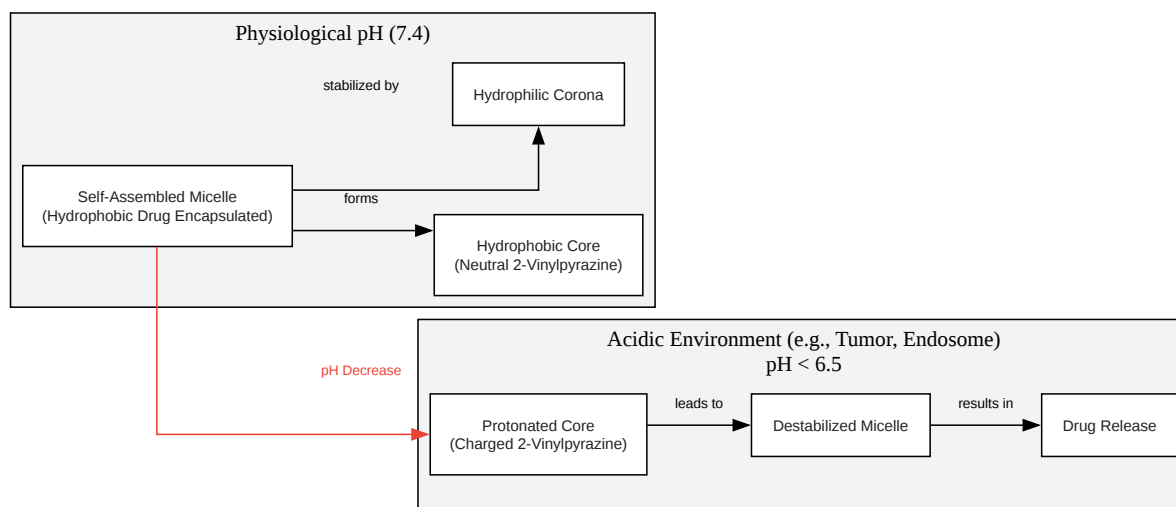 Physiological pH (7.4)
stabilized by
Hydrophilic Corona
Self-Assembled Micelle
(Hydrophobic Drug Encapsulated)
forms
Hydrophobic Core
(Neutral 2-Vinylpyrazine)
pH Decrease
Acidic Environment (e.g., Tumor, Endosome)
pH < 6.5
Protonated Core
(Charged 2-Vinylpyrazine)
leads to
Destabilized Micelle
results in
Drug Release